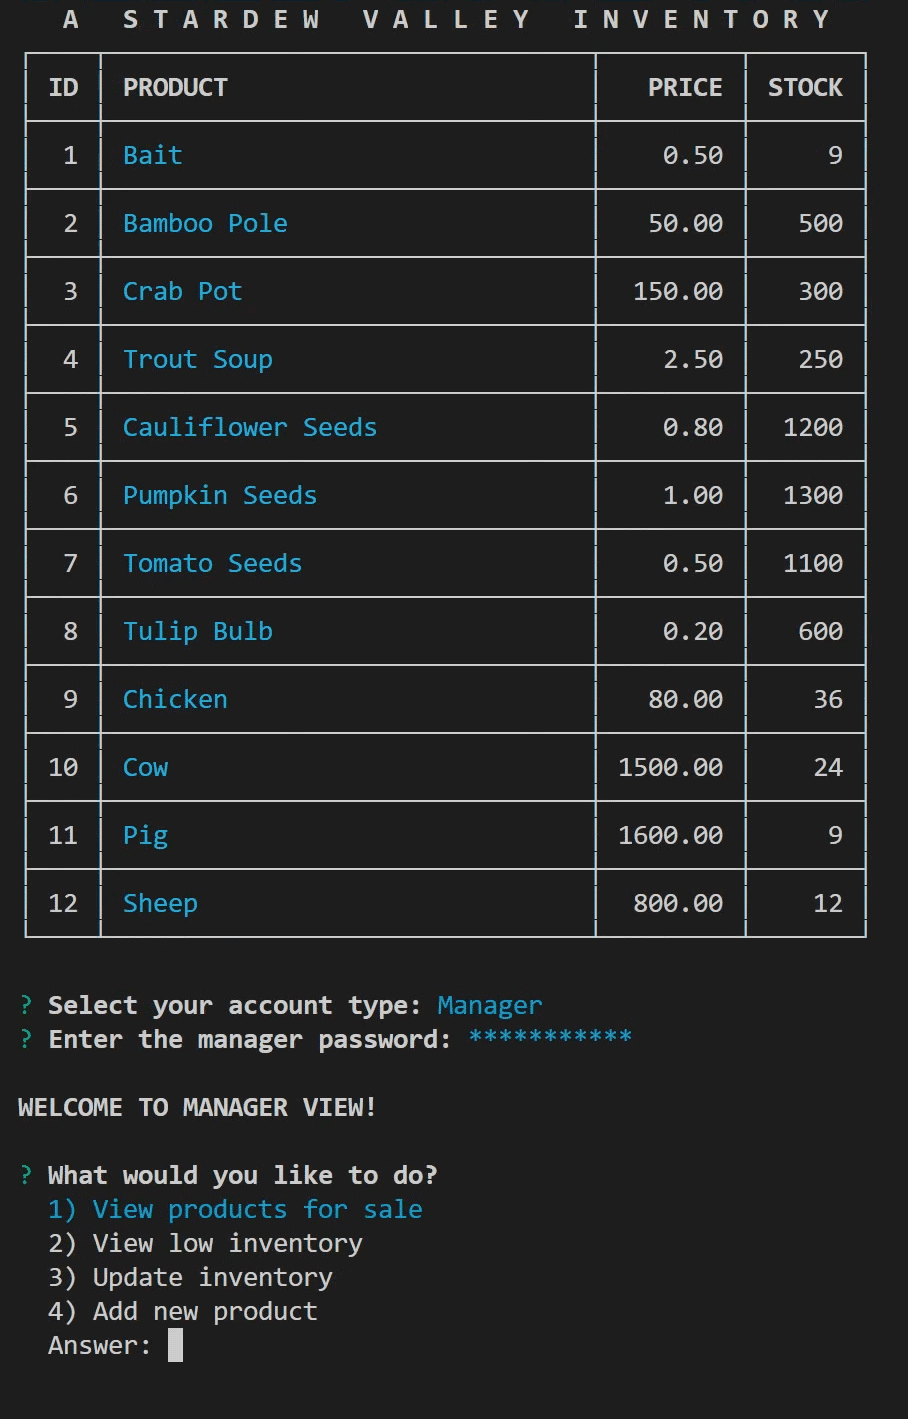 A STARDEW VALLEY INVENTORY
ID PRODUCT PRICE STOCK
1 Bait 0.50 9
2 Bamboo Pole 50.00 500
3 Crab Pot 150.00 300
4 Trout Soup 2.50 250
5 Cauliflower Seeds 0.80 1200
6 Pumpkin Seeds 1.00 1300
7 Tomato Seeds 0.50 1100
8 Tulip Bulb 0.20 600
9 Chicken 80.00 36
10 Cow 1500.00 24
11 Pig 1600.00 9
12 Sheep 800.00 12
? Select your account type: Manager
? Enter the manager password: ***********
WELCOME TO MANAGER VIEW!
? What would you like to do?
1) View products for sale
2) View low inventory
3) Update inventory
4) Add new product
Answer: